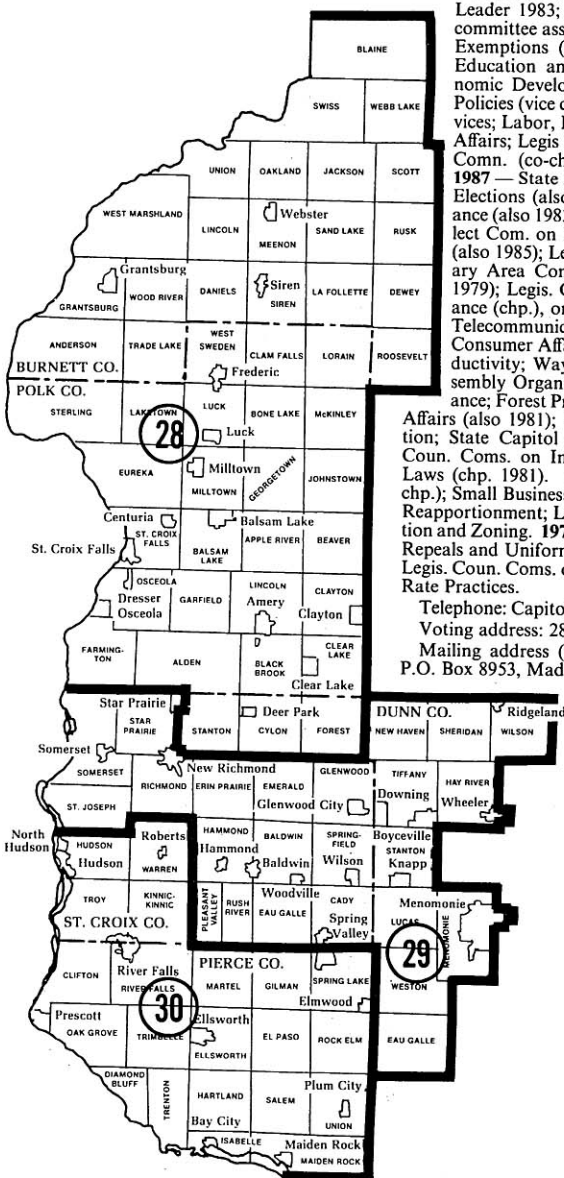 Leader 1983;
committee ass
Exemptions (
Education an
nomic Develo
Policies (vice c
vices; Labor, I
Affairs; Legis
Comn. (co-ch
1987 — State
Elections (also
ance (also 198
lect Com. on
(also 1985); Le
ary Area Con
1979); Legis. C
ance (chp.), or
Telecommunic
Consumer Affa
ductivity; Way
sembly Organ
ance; Forest Pr
Affairs (also 1981);
tion; State Capitol
Coun. Coms. on In
Laws (chp. 1981).
chp.); Small Business
Reapportionment; L
tion and Zoning. 197
Repeals and Uniforr
Legis. Coun. Coms. o
Rate Practices.
Telephone: Capito
Voting address: 28
Mailing address (
P.O. Box 8953, Mad
BLAINE
SWISS WEBB LAKE
UNION OAKLAND JACKSON SCOTT
WEST MARSHLAND
Webster
LINCOLN MEENON SAND LAKE RUSK
Grantsburg
Siren
GRANTSBURG WOOD RIVER DANIELS SIREN LA FOLLETTE DEWEY
ANDERSON TRADE LAKE WEST SWEDEN CLAM FALLS LORAIN ROOSEVELT
BURNETT CO.
Frederic
POLK CO.
STERLING LAKETOWN LUCK BONE LAKE McKINLEY
28
Luck
EUREKA Milltown
MILLTOWN GEORGETOWN JOHNSTOWN
Centuria Balsam Lake
St. Croix Falls ST. CROIX FALLS BALSAM LAKE APPLE RIVER BEAVER
OSCEOLA
Dresser
Osceola GARFIELD LINCOLN CLAYTON
Amery Clayton
FARMING-
TON ALDEN BLACK BROOK CLEAR LAKE
Clear Lake
Star Prairie Deer Park DUNN CO. Ridgeland
STAR PRAIRIE STANTON CYLON FOREST NEW HAVEN SHERIDAN WILSON
Somerset
New Richmond
SOMERSET RICHMOND ERIN PRAIRIE EMERALD GLENWOOD TIFFANY HAY RIVER
ST. JOSEPH Glenwood City Downing Wheeler
North Hudson
HUDSON Roberts HAMMOND BALDWIN SPRING-
FIELD Boyceville
Hudson WARREN Hammond Baldwin Wilson STANTON Knapp
TROY KINNIC-
KINNIC PLEASANT VALLEY RUSH RIVER Woodville EAU GALLE CADY Menomonie
ST. CROIX CO. Spring Valley LUCAS MENOMONIE
29
River Falls PIERCE CO. WESTON
CLIFTON RIVER FALLS MARTEL GILMAN SPRING LAKE
30
Prescott Ellsworth Elmwood
OAK GROVE TRIMBELLE ELLSWORTH EL PASO ROCK ELM EAU GALLE
DIAMOND BLUFF TRENTON HARTLAND SALEM Plum City
UNION
Bay City ISABELLE Maiden Rock
MAIDEN ROCK